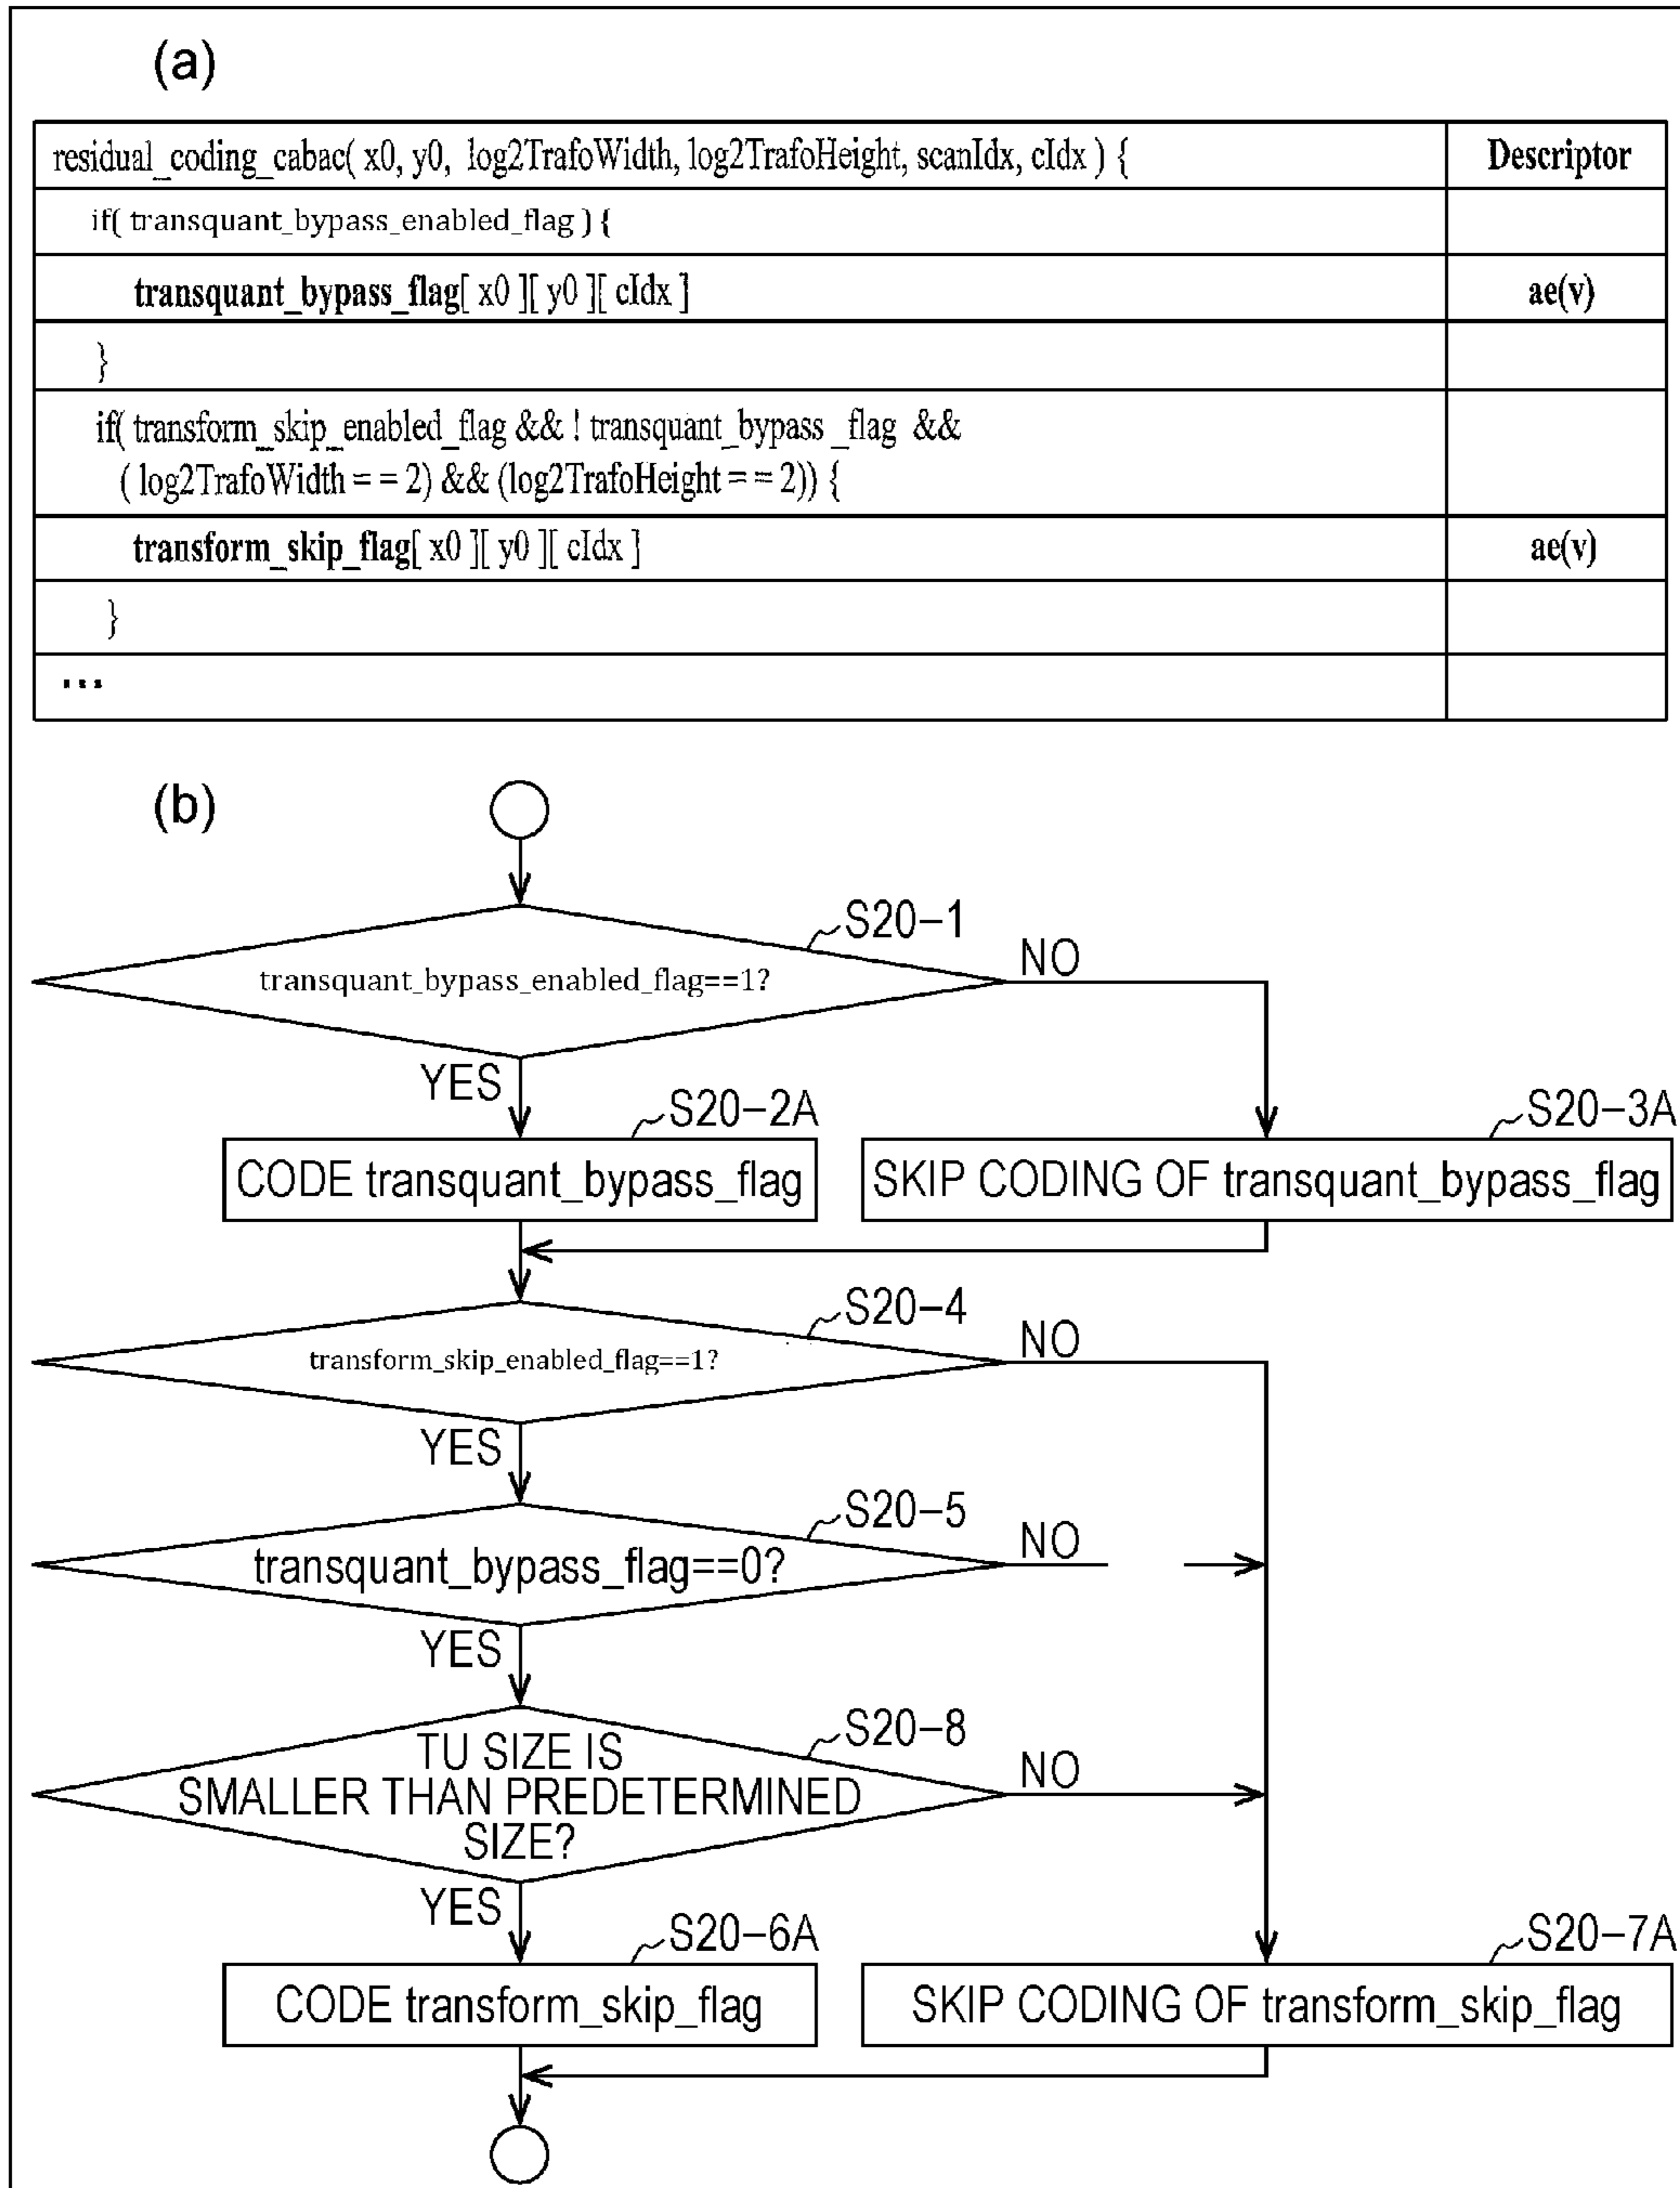 (a)
residual_coding_cabac( x0, y0, log2TrafoWidth, log2TrafoHeight, scanIdx, cIdx ) {
Descriptor
if( transquant_bypass_enabled_flag ) {
transquant_bypass_flag[ x0 ][ y0 ][ cIdx ]
ae(v)
}
if( transform_skip_enabled_flag && ! transquant_bypass _flag &&
( log2TrafoWidth = = 2) && (log2TrafoHeight = = 2)) {
transform_skip_flag[ x0 ][ y0 ][ cIdx ]
ae(v)
}
...
(b)
S20-1
transquant_bypass_enabled_flag==1?
NO
YES
S20-2A
S20-3A
CODE transquant_bypass_flag
SKIP CODING OF transquant_bypass_flag
S20-4
transform_skip_enabled_flag==1?
NO
YES
S20-5
transquant_bypass_flag==0?
NO
YES
S20-8
TU SIZE IS
SMALLER THAN PREDETERMINED
SIZE?
NO
YES
S20-6A
S20-7A
CODE transform_skip_flag
SKIP CODING OF transform_skip_flag